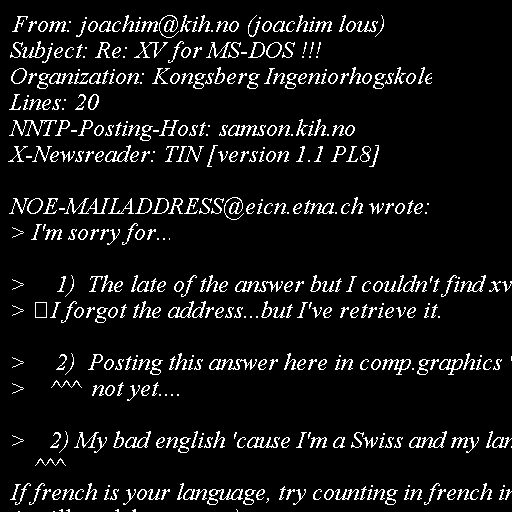 From: joachim@kih.no (joachim lous)
Subject: Re: XV for MS-DOS !!!
Organization: Kongsberg Ingeniorhogskole
Lines: 20
NNTP-Posting-Host: samson.kih.no
X-Newsreader: TIN [version 1.1 PL8]

NOE-MAILADDRESS@eicn.etna.ch wrote:
> I'm sorry for...

>     1)  The late of the answer but I couldn't find xv
> □I forgot the address...but I've retrieve it.

>     2)  Posting this answer here in comp.graphics
>    ^^^  not yet....

>    2) My bad english 'cause I'm a Swiss and my lan
    ^^^
If french is your language, try counting in french in